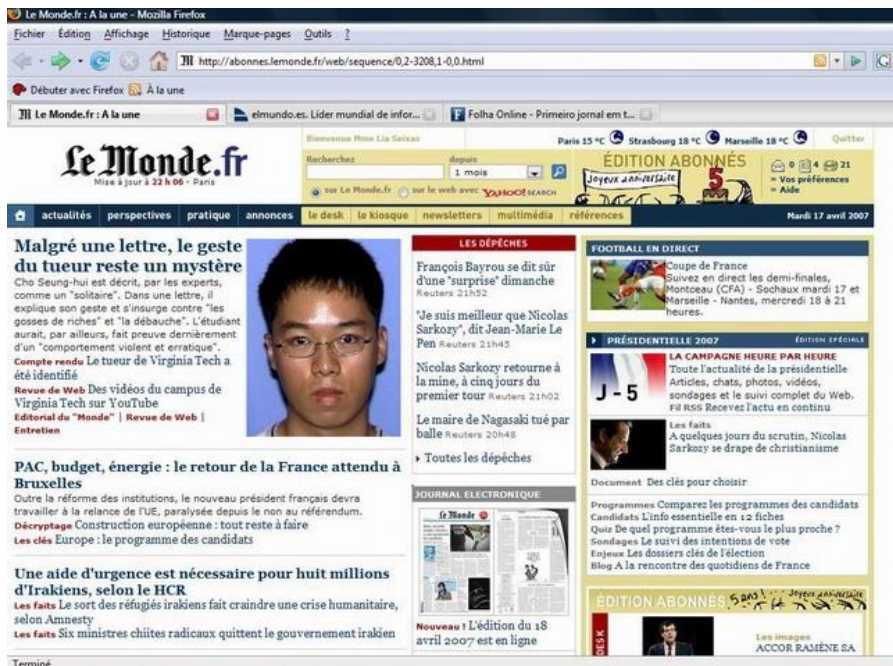 Le Monde.fr : A la une - Mozilla Firefox
Fichier Édition Affichage Historique Marque-pages Outils ?
http://abonnes.lemonde.fr/web/sequence/0,2-3208,1-0,0.html
Débuter avec Firefox À la une
Le Monde.fr : A la une
elmundo.es. Líder mundial de infor...
Folha Online - Primeiro jornal em t...
Le Monde.fr
Mise à jour à 22 h 06 - Paris
Bienvenue Mme Lia Seixas
Paris 15 °C Strasbourg 18 °C Marseille 18 °C Quitter
Recherchez depuis
1 mois
sur Le Monde.fr sur le web avec YAHOO! SEARCH
ÉDITION ABONNÉS
Joyeux anniversaire
5
0 4 21
Vos préférences
Aide
actualités perspectives pratique annonces le desk le kiosque newsletters multimédia références Mardi 17 avril 2007
Malgré une lettre, le geste
du tueur reste un mystère
Cho Seung-hui est décrit, par les experts,
comme un "solitaire". Dans une lettre, il
explique son geste et s'insurge contre "les
gosses de riches" et "la débauche". L'étudiant
aurait, par ailleurs, fait preuve dernièrement
d'un "comportement violent et erratique".
Compte rendu Le tueur de Virginia Tech a
été identifié
Revue de Web Des vidéos du campus de
Virginia Tech sur YouTube
Editorial du "Monde" | Revue de Web |
Entretien
PAC, budget, énergie : le retour de la France attendu à
Bruxelles
Outre la réforme des institutions, le nouveau président français devra
travailler à la relance de l'UE, paralysée depuis le non au référendum.
Décryptage Construction européenne : tout reste à faire
Les clés Europe : le programme des candidats
Une aide d'urgence est nécessaire pour huit millions
d'Irakiens, selon le HCR
Les faits Le sort des réfugiés irakiens fait craindre une crise humanitaire,
selon Amnesty
Les faits Six ministres chiites radicaux quittent le gouvernement irakien
LES DÉPÊCHES
François Bayrou se dit sûr
d'une "surprise" dimanche
Reuters 21h52
"Je suis meilleur que Nicolas
Sarkozy", dit Jean-Marie Le
Pen Reuters 21h45
Nicolas Sarkozy retourne à
la mine, à cinq jours du
premier tour Reuters 21h02
Le maire de Nagasaki tué par
balle Reuters 20h48
Toutes les dépêches
JOURNAL ELECTRONIQUE
Le Monde
Nouveau ! L'édition du 18
avril 2007 est en ligne
FOOTBALL EN DIRECT
Coupe de France
Suivez en direct les demi-finales,
Montceau (CFA) - Sochaux mardi 17 et
Marseille - Nantes, mercredi 18 à 21
heures.
PRÉSIDENTIELLE 2007 ÉDITION SPÉCIALE
J - 5
LA CAMPAGNE HEURE PAR HEURE
Toute l'actualité de la présidentielle
Articles, chats, photos, vidéos,
sondages et le suivi complet du Web.
Fil RSS Recevez l'actu en continu
Les faits
A quelques jours du scrutin, Nicolas
Sarkozy se drape de christianisme
Document Des clés pour choisir
Programmes Comparez les programmes des candidats
Candidats L'info essentielle en 12 fiches
Quiz De quel programme êtes-vous le plus proche ?
Sondages Le suivi des intentions de vote
Enjeux Les dossiers clés de l'élection
Blog A la rencontre des quotidiens de France
ÉDITION ABONNÉS 5 ans ! Joyeux anniversaire
DESK
Les images
ACCOR RAMÈNE SA
Terminé